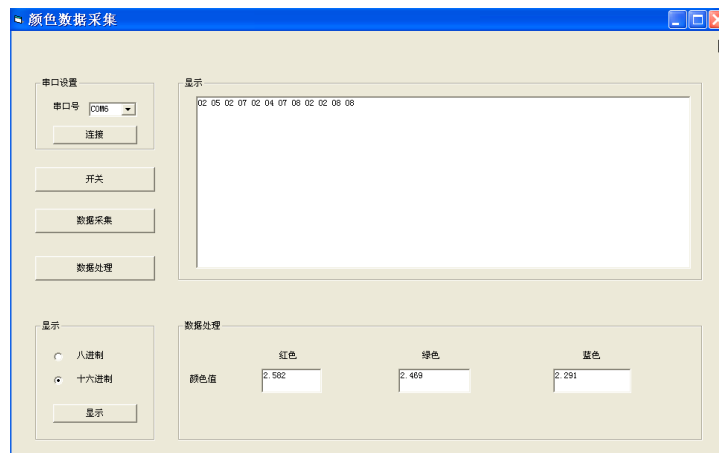 颜色数据采集
串口设置
串口号 COM6
连接
开关
数据采集
数据处理
显示
02 05 02 07 02 04 07 08 02 02 08 08
显示
八进制
十六进制
显示
数据处理
红色 绿色 蓝色
颜色值 2.582 2.469 2.291